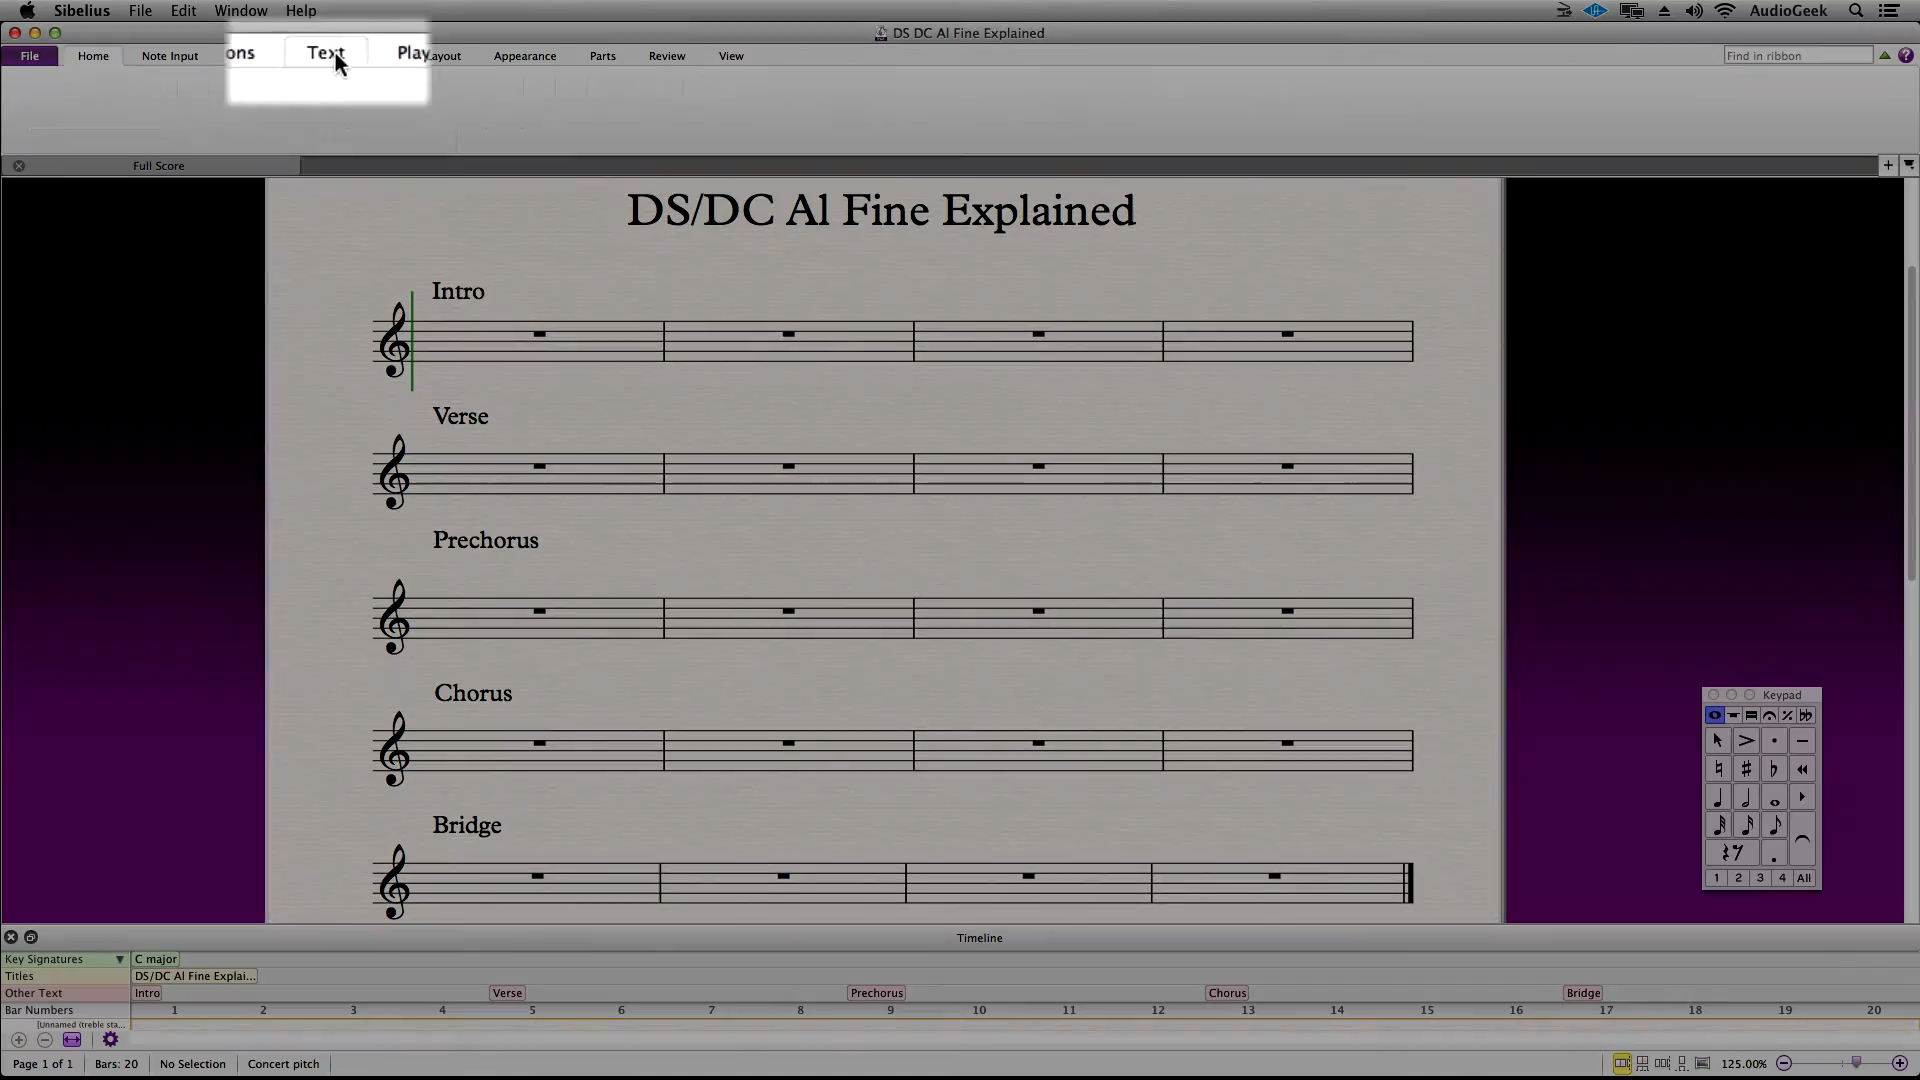 Sibelius File Edit Window Help AudioGeek
DS DC Al Fine Explained
File Home Note Input ons Text Play ayout Appearance Parts Review View Find in ribbon
Full Score
DS/DC Al Fine Explained
Intro
Verse
Prechorus
Chorus
Bridge
Keypad
1 2 3 4 All
Timeline
Key Signatures C major
Titles DS/DC Al Fine Explai...
Other Text Intro Verse Prechorus Chorus Bridge
Bar Numbers 1 2 3 4 5 6 7 8 9 10 11 12 13 14 15 16 17 18 19 20
[Unnamed (treble sta...
Page 1 of 1 Bars: 20 No Selection Concert pitch 125.00%